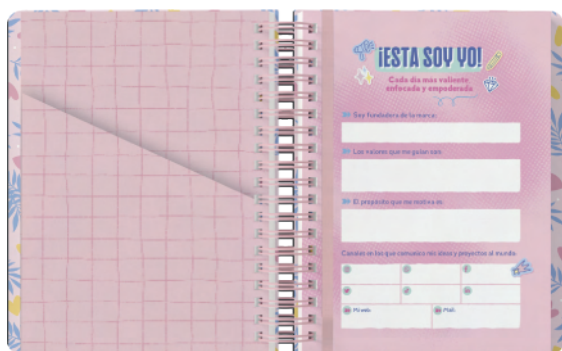 ¡ESTA SOY YO!
Cada día más valiente
enfocada y empoderada
Soy fundadora de la marca:
Los valores que me guían son:
El propósito que me motiva es:
Canales en los que comunico mis ideas y proyectos al mundo:
Mi web:
Mail: